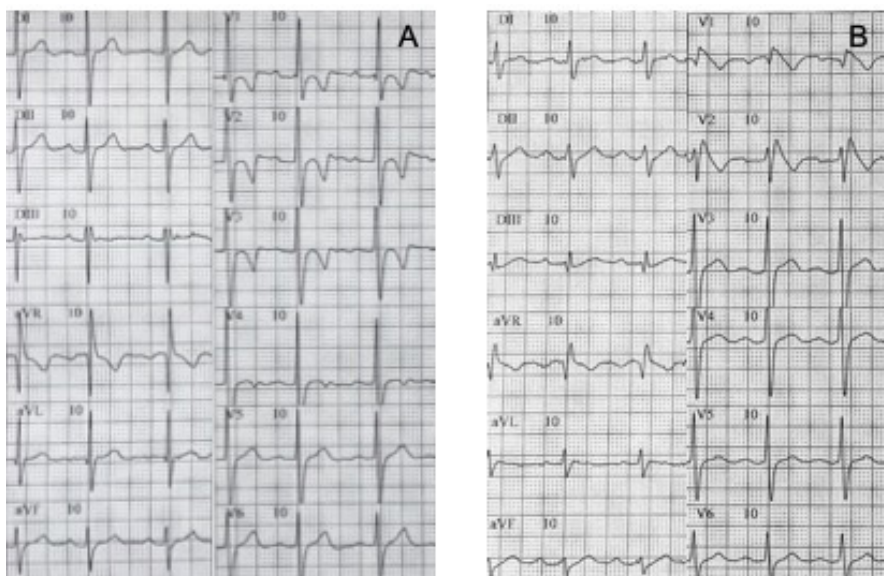 A
DI 10
V1 10
DII 10
V2 10
DIII 10
V3 10
aVR 10
V4 10
aVL 10
V5 10
aVF 10
V6 10
B
DI 10
V1 10
DII 10
V2 10
DIII 10
V3 10
aVR 10
V4 10
aVL 10
V5 10
aVF 10
V6 10